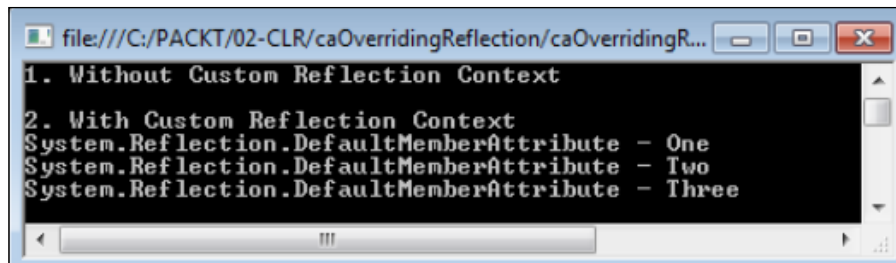 file:///C:/PACKT/02-CLR/caOverridingReflection/caOverridingR...
1. Without Custom Reflection Context
2. With Custom Reflection Context
System.Reflection.DefaultMemberAttribute - One
System.Reflection.DefaultMemberAttribute - Two
System.Reflection.DefaultMemberAttribute - Three